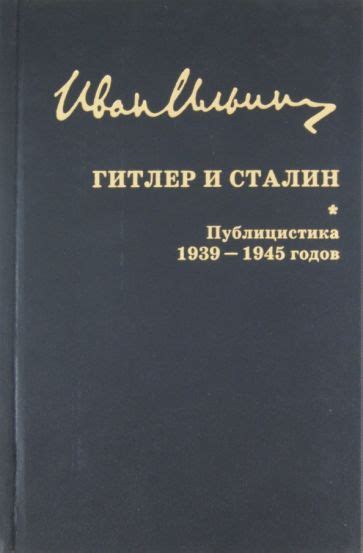 Иван Ильин
ГИТЛЕР И СТАЛИН
*
Публицистика
1939 – 1945 годов